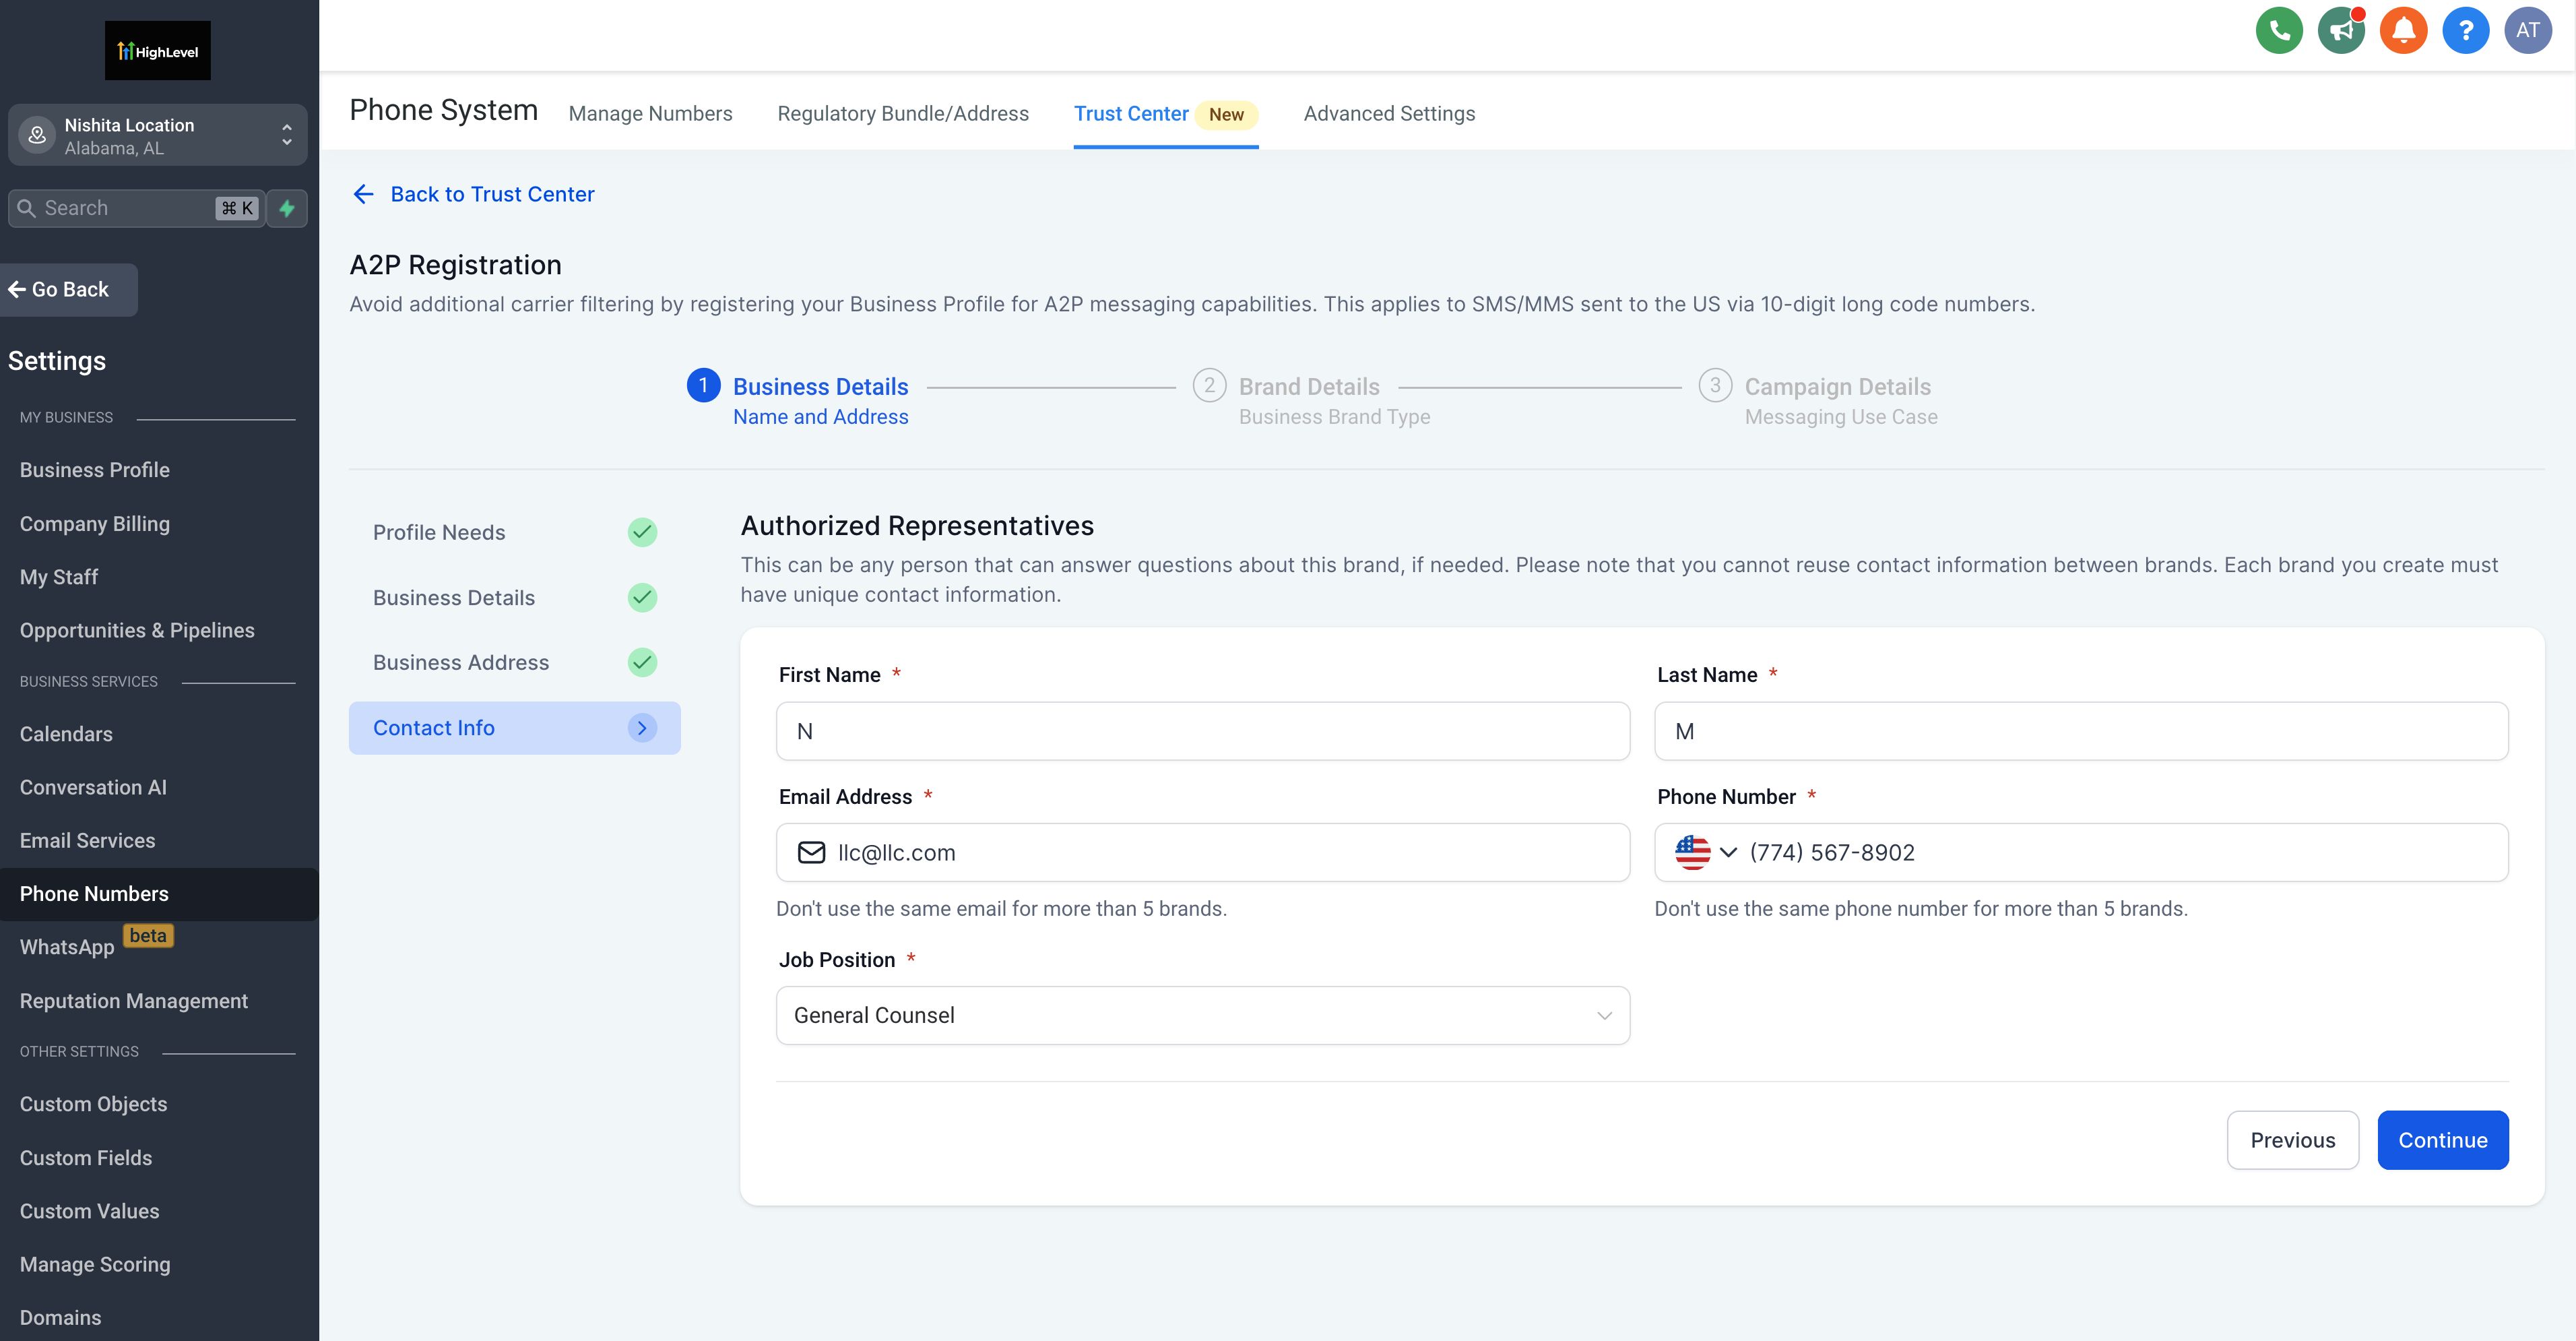 HighLevel
Nishita Location
Alabama, AL
Search
⌘ K
Go Back
Settings
MY BUSINESS
Business Profile
Company Billing
My Staff
Opportunities & Pipelines
BUSINESS SERVICES
Calendars
Conversation AI
Email Services
Phone Numbers
WhatsApp beta
Reputation Management
OTHER SETTINGS
Custom Objects
Custom Fields
Custom Values
Manage Scoring
Domains
?
AT
Phone System
Manage Numbers
Regulatory Bundle/Address
Trust Center New
Advanced Settings
Back to Trust Center
A2P Registration
Avoid additional carrier filtering by registering your Business Profile for A2P messaging capabilities. This applies to SMS/MMS sent to the US via 10-digit long code numbers.
1 Business Details
Name and Address
2 Brand Details
Business Brand Type
3 Campaign Details
Messaging Use Case
Profile Needs
Business Details
Business Address
Contact Info
Authorized Representatives
This can be any person that can answer questions about this brand, if needed. Please note that you cannot reuse contact information between brands. Each brand you create must
have unique contact information.
First Name *
N
Last Name *
M
Email Address *
llc@llc.com
Don't use the same email for more than 5 brands.
Phone Number *
(774) 567-8902
Don't use the same phone number for more than 5 brands.
Job Position *
General Counsel
Previous
Continue